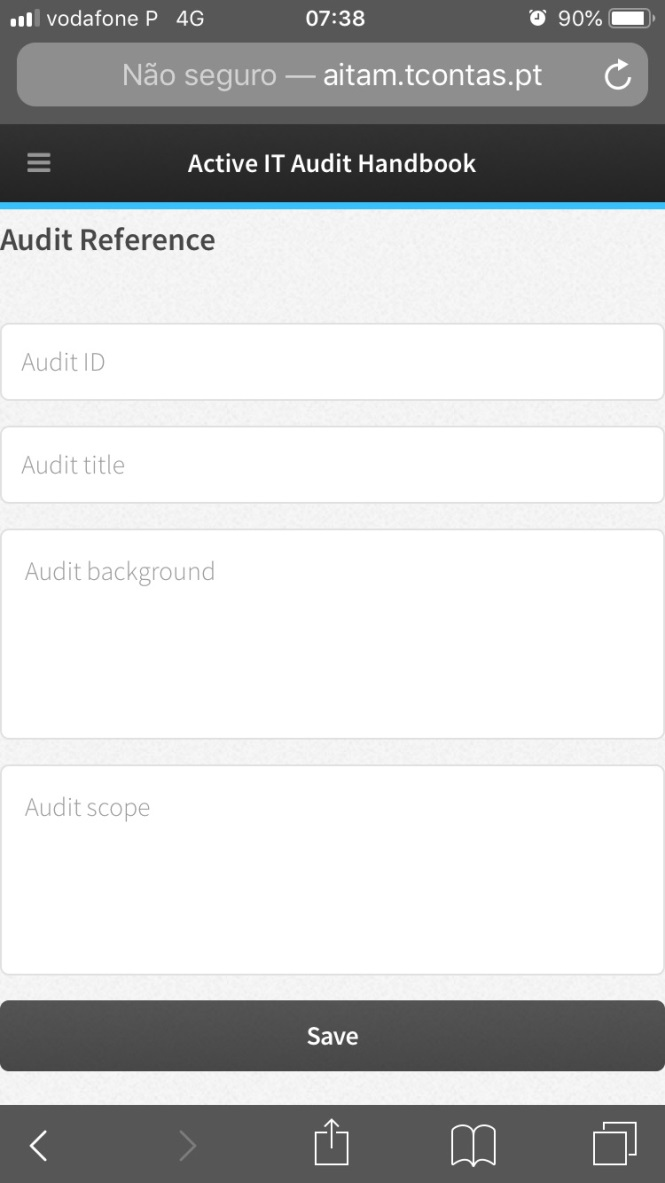 vodafone P 4G 07:38 90%
Não seguro — aitam.tcontas.pt
Active IT Audit Handbook
Audit Reference
Audit ID
Audit title
Audit background
Audit scope
Save